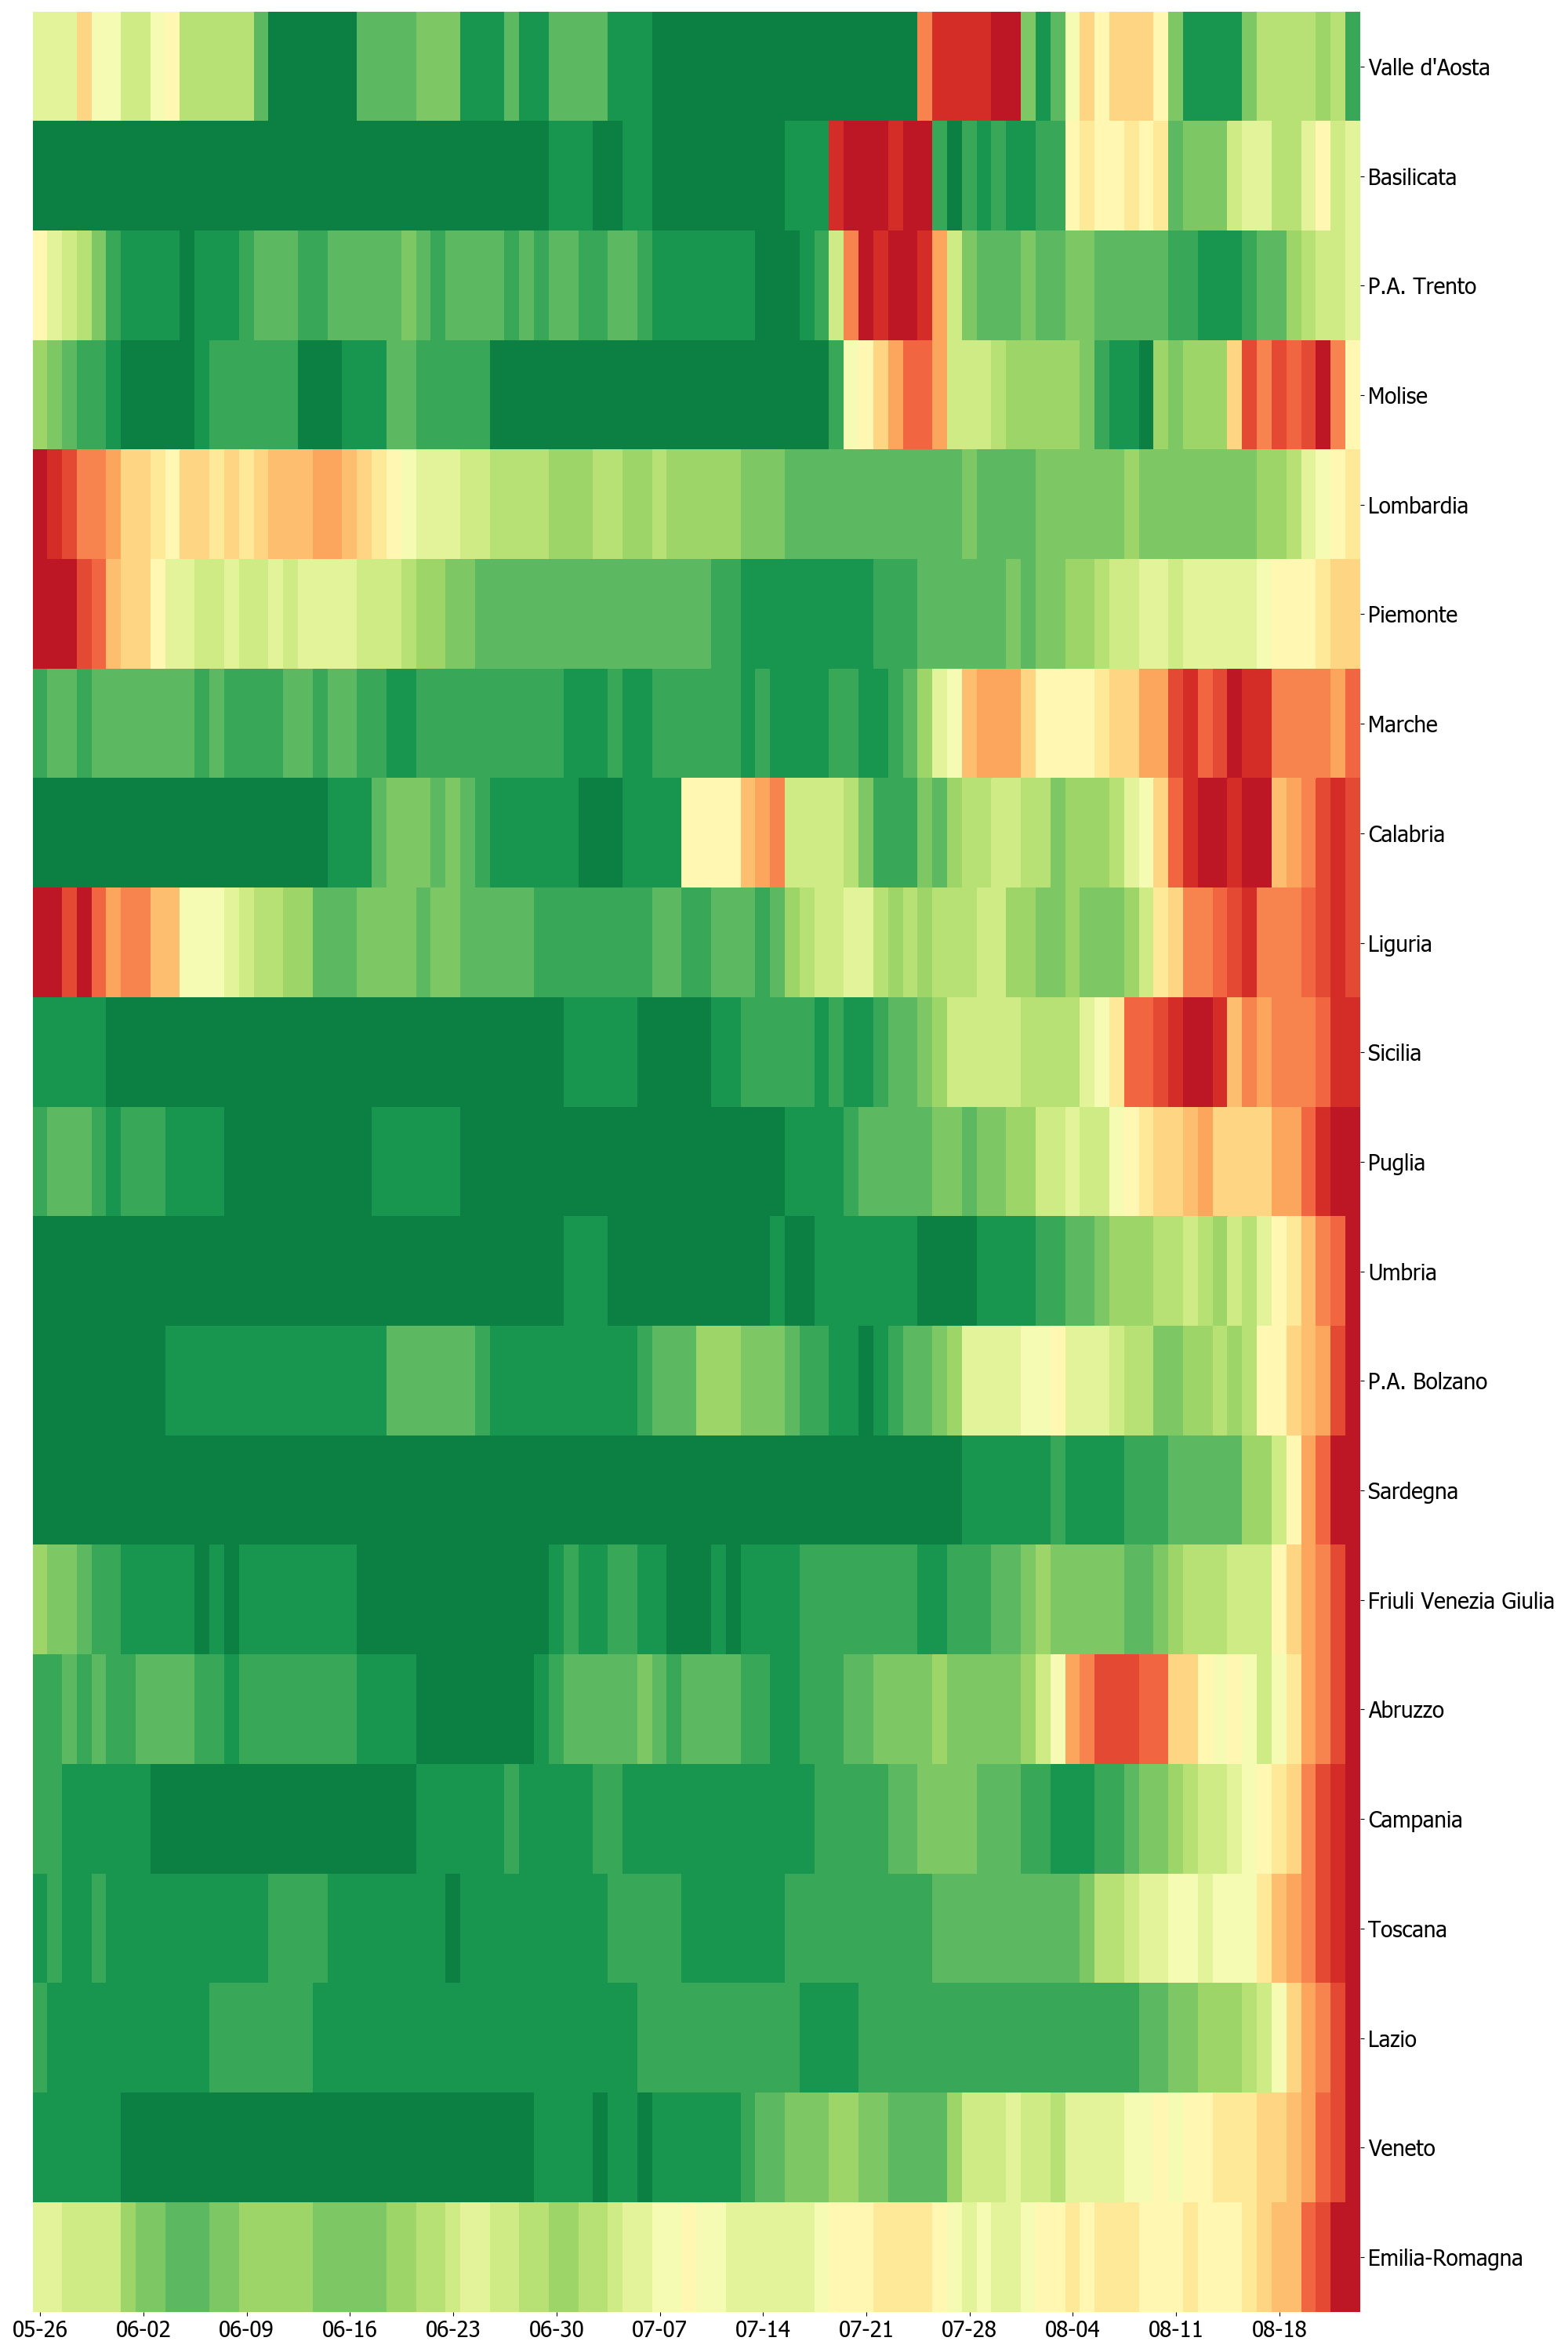 Valle d'Aosta
Basilicata
P.A. Trento
Molise
Lombardia
Piemonte
Marche
Calabria
Liguria
Sicilia
Puglia
Umbria
P.A. Bolzano
Sardegna
Friuli Venezia Giulia
Abruzzo
Campania
Toscana
Lazio
Veneto
Emilia-Romagna
05-26 06-02 06-09 06-16 06-23 06-30 07-07 07-14 07-21 07-28 08-04 08-11 08-18